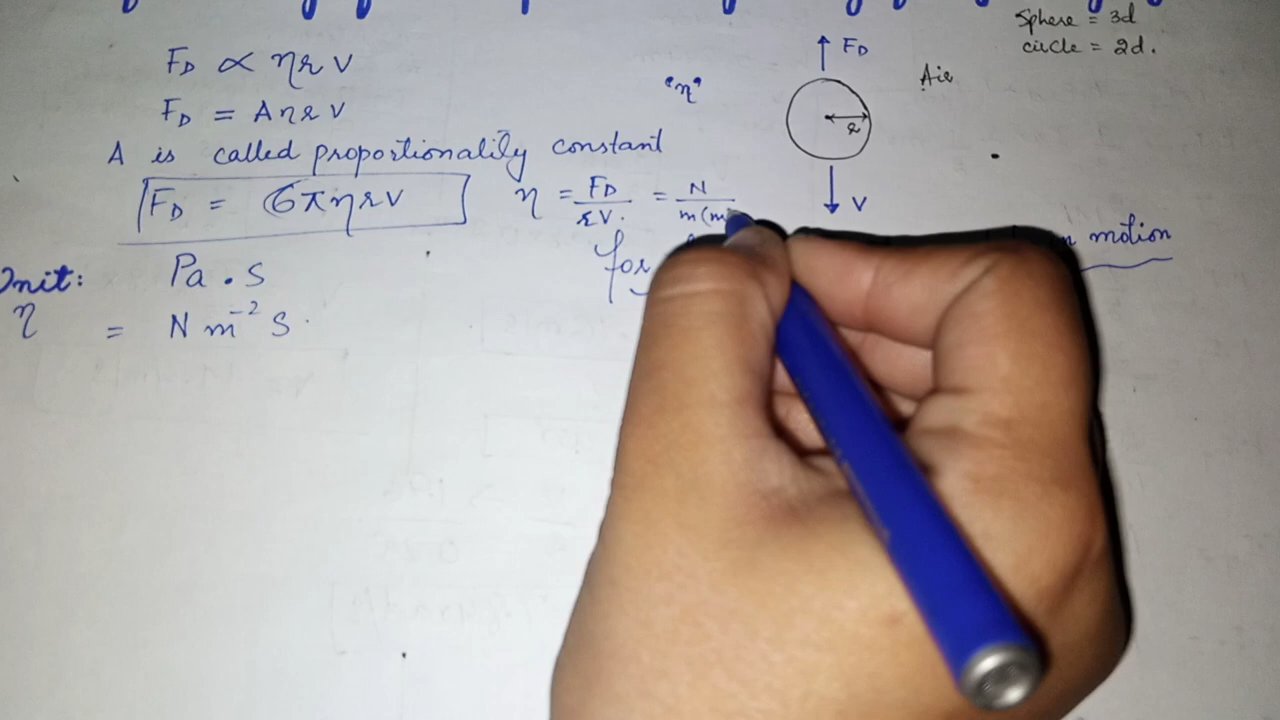 Sphere = 3d
circle = 2d.
F_D ∝ ηrv
F_D = Aηrv
"η"
F_D
Air
r
V
A is called proportionality constant
F_D = 6πηrv
η = F_D/rV. = N/m(m
for
motion
Unit: Pa . S
η = N m⁻² S